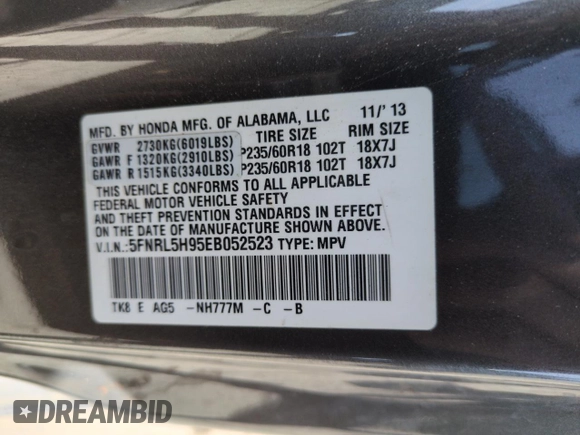 MFD. BY HONDA MFG. OF ALABAMA, LLC 11/'13
TIRE SIZE RIM SIZE
GVWR 2730KG(6019LBS)
GAWR F 1320KG(2910LBS) P235/60R18 102T 18X7J
GAWR R 1515KG(3340LBS) P235/60R18 102T 18X7J
THIS VEHICLE CONFORMS TO ALL APPLICABLE
FEDERAL MOTOR VEHICLE SAFETY
AND THEFT PREVENTION STANDARDS IN EFFECT
ON THE DATE OF MANUFACTURE SHOWN ABOVE.
V.I.N.: 5FNRL5H95EB052523 TYPE: MPV
TK8 E AG5 -NH777M -C -B
DREAMBID